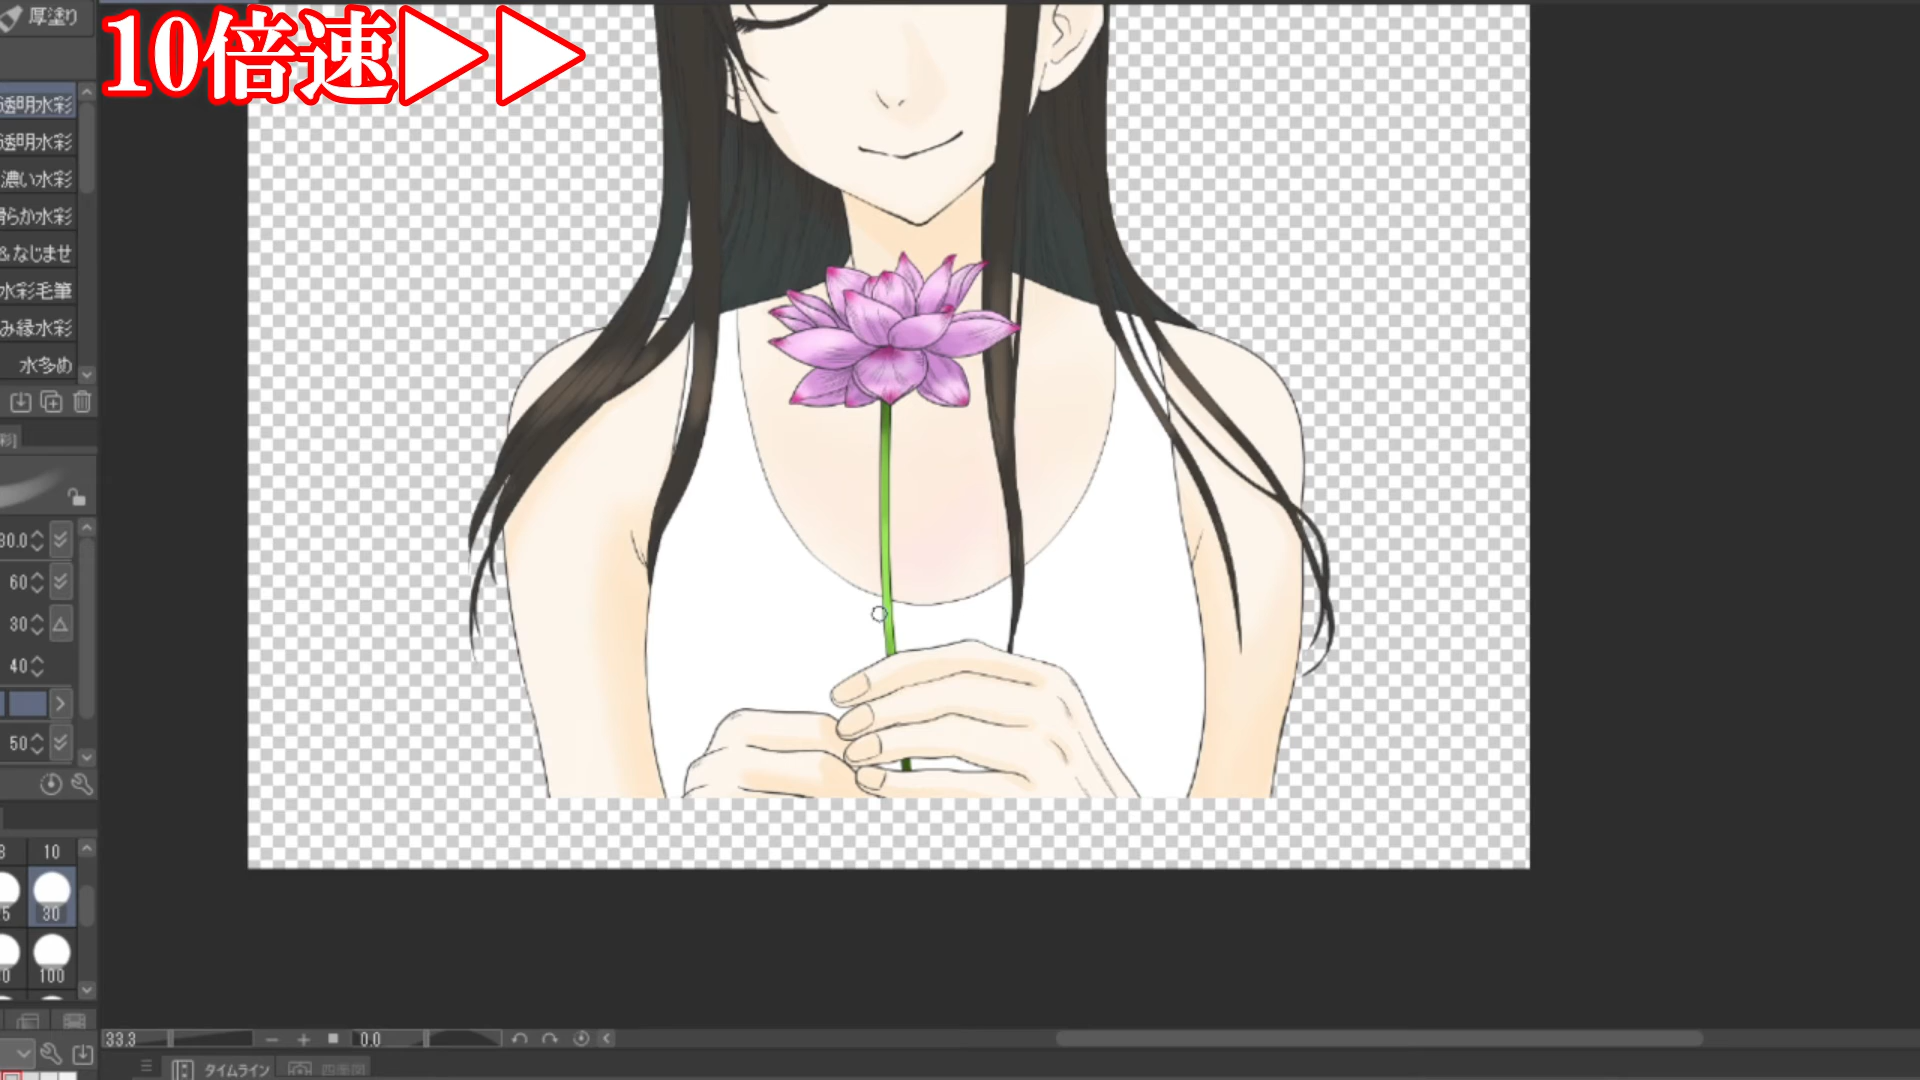 厚塗り
10倍速▶▶
透明水彩
透明水彩
濃い水彩
滑らか水彩
&なじませ
水彩毛筆
み縁水彩
水多め
彩]
30.0
60
30
40
50
10
30
100
33.3
0.0
タイムライン